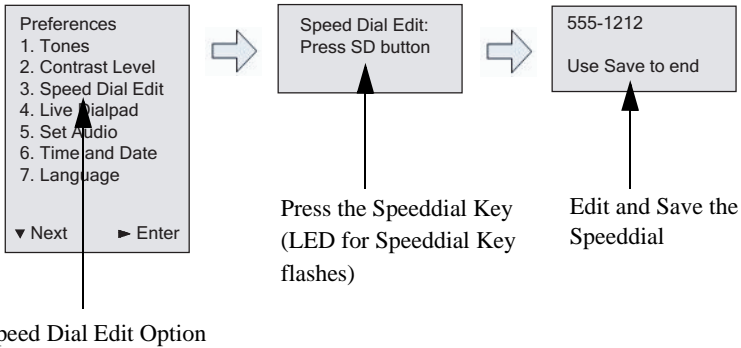 Preferences
1. Tones
2. Contrast Level
3. Speed Dial Edit
4. Live Dialpad
5. Set Audio
6. Time and Date
7. Language
▼ Next ► Enter
Speed Dial Edit:
Press SD button
555-1212
Use Save to end
Press the Speeddial Key
(LED for Speeddial Key
flashes)
Edit and Save the
Speeddial
peed Dial Edit Option